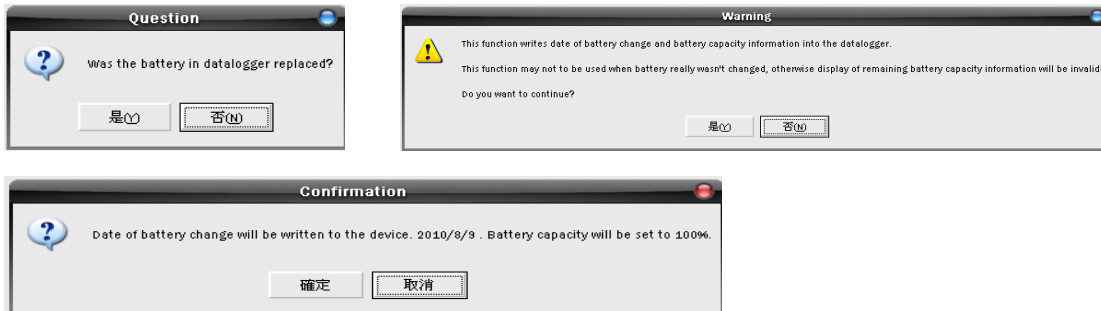 Question
Was the battery in datalogger replaced?
是(Y)
否(N)
Warning
This function writes date of battery change and battery capacity information into the datalogger.
This function may not to be used when battery really wasn't changed, otherwise display of remaining battery capacity information will be invalid
Do you want to continue?
是(Y)
否(N)
Confirmation
Date of battery change will be written to the device. 2010/8/9 . Battery capacity will be set to 100%.
確定
取消